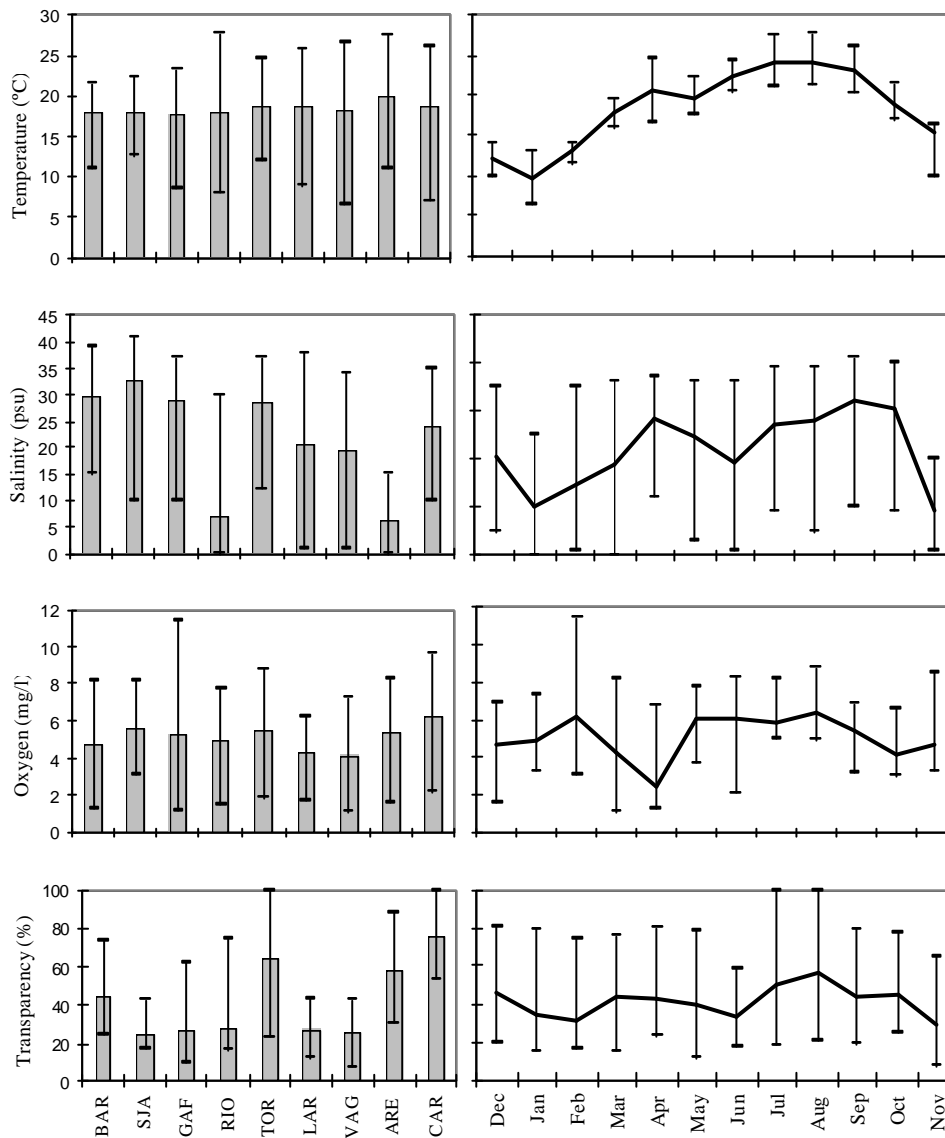 30
25
20
15
10
5
0
Temperature (ºC)
45
40
35
30
25
20
15
10
5
0
Salinity (psu)
12
10
8
6
4
2
0
Oxygen (mg/l)
100
80
60
40
20
0
Transparency (%)
BAR
SJA
GAF
RIO
TOR
LAR
VAG
ARE
CAR
Dec
Jan
Feb
Mar
Apr
May
Jun
Jul
Aug
Sep
Oct
Nov